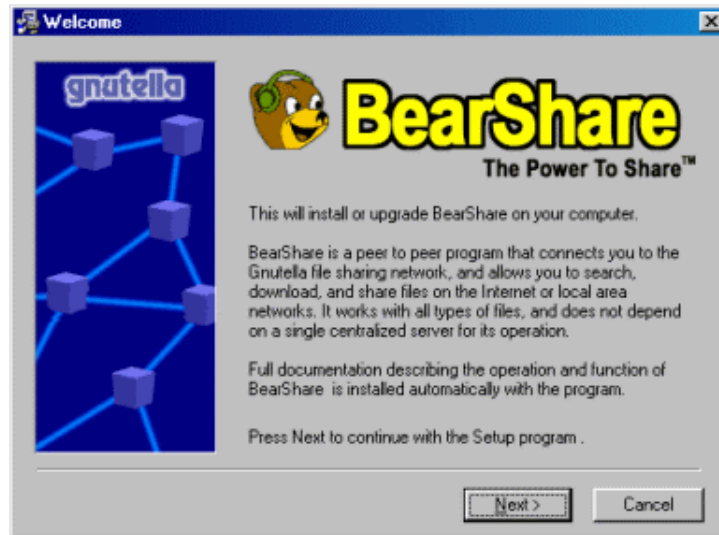 Welcome
gnutella
BearShare
The Power To Share™
This will install or upgrade BearShare on your computer.
BearShare is a peer to peer program that connects you to the
Gnutella file sharing network, and allows you to search,
download, and share files on the Internet or local area
networks. It works with all types of files, and does not depend
on a single centralized server for its operation.
Full documentation describing the operation and function of
BearShare  is installed automatically with the program.
Press Next to continue with the Setup program .
Next >
Cancel